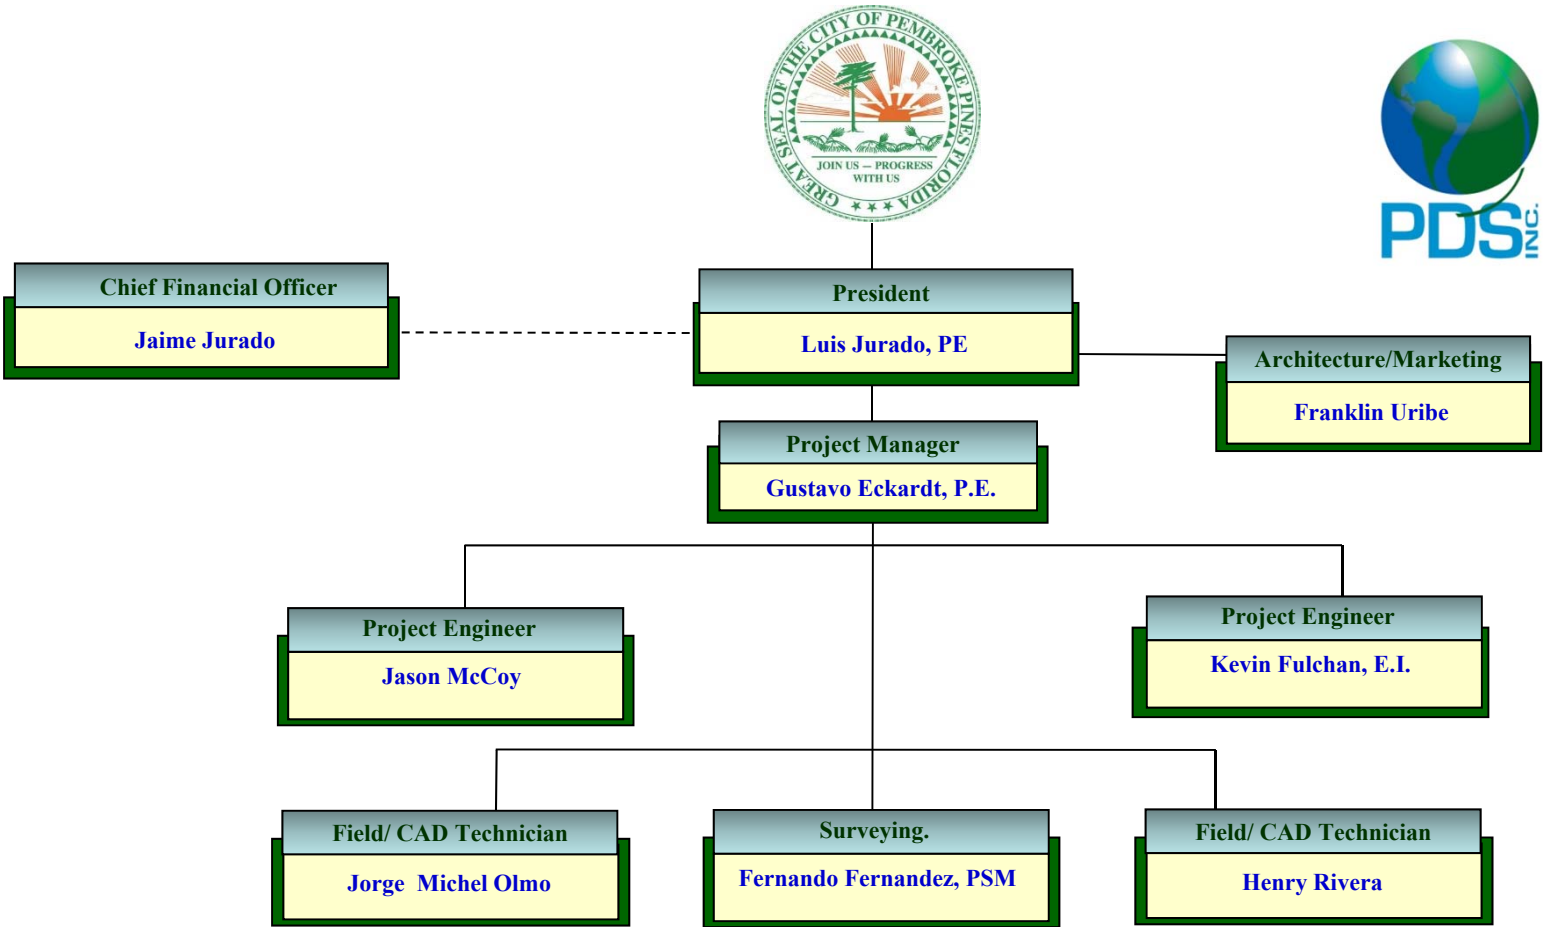 GREAT SEAL OF THE CITY OF PEMBROKE PINES FLORIDA
JOIN US — PROGRESS
WITH US
PDS INC.
Chief Financial Officer
Jaime Jurado
President
Luis Jurado, PE
Architecture/Marketing
Franklin Uribe
Project Manager
Gustavo Eckardt, P.E.
Project Engineer
Jason McCoy
Project Engineer
Kevin Fulchan, E.I.
Field/ CAD Technician
Jorge  Michel Olmo
Surveying.
Fernando Fernandez, PSM
Field/ CAD Technician
Henry Rivera